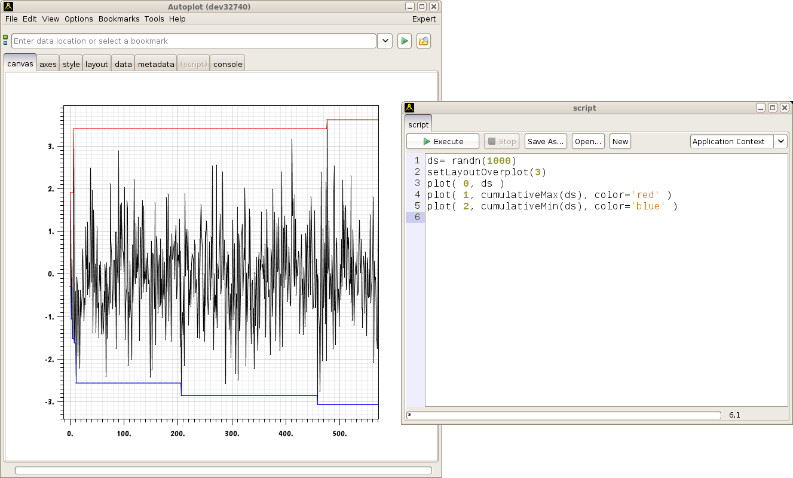 Autoplot (dev32740)
File Edit View Options Bookmarks Tools Help Expert
Enter data location or select a bookmark
canvas axes style layout data metadata (script) console
3.
2.
1.
0.
-1.
-2.
-3.
0. 100. 200. 300. 400. 500.
script
script
Execute Stop Save As... Open... New Application Context
1 ds= randn(1000)
2 setLayoutOverplot(3)
3 plot( 0, ds )
4 plot( 1, cumulativeMax(ds), color='red' )
5 plot( 2, cumulativeMin(ds), color='blue' )
6
6.1